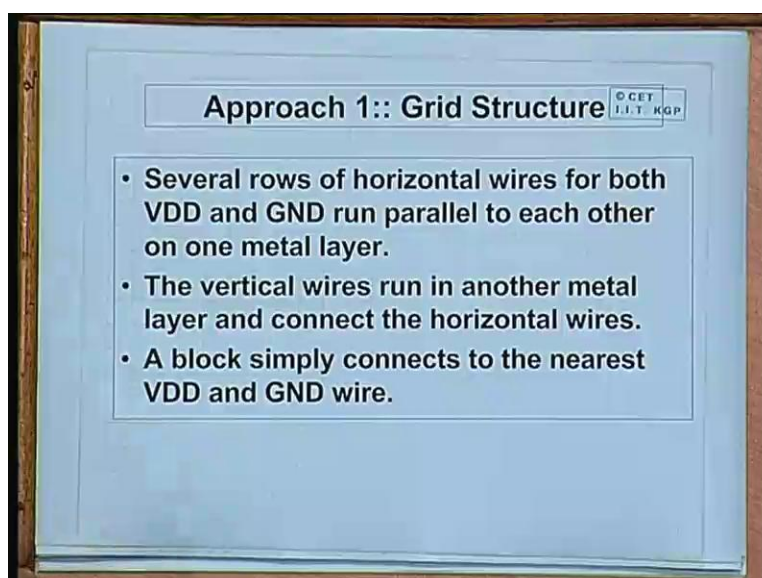 Approach 1:: Grid Structure
© CET
I.I.T. KGP
• Several rows of horizontal wires for both
VDD and GND run parallel to each other
on one metal layer.
• The vertical wires run in another metal
layer and connect the horizontal wires.
• A block simply connects to the nearest
VDD and GND wire.